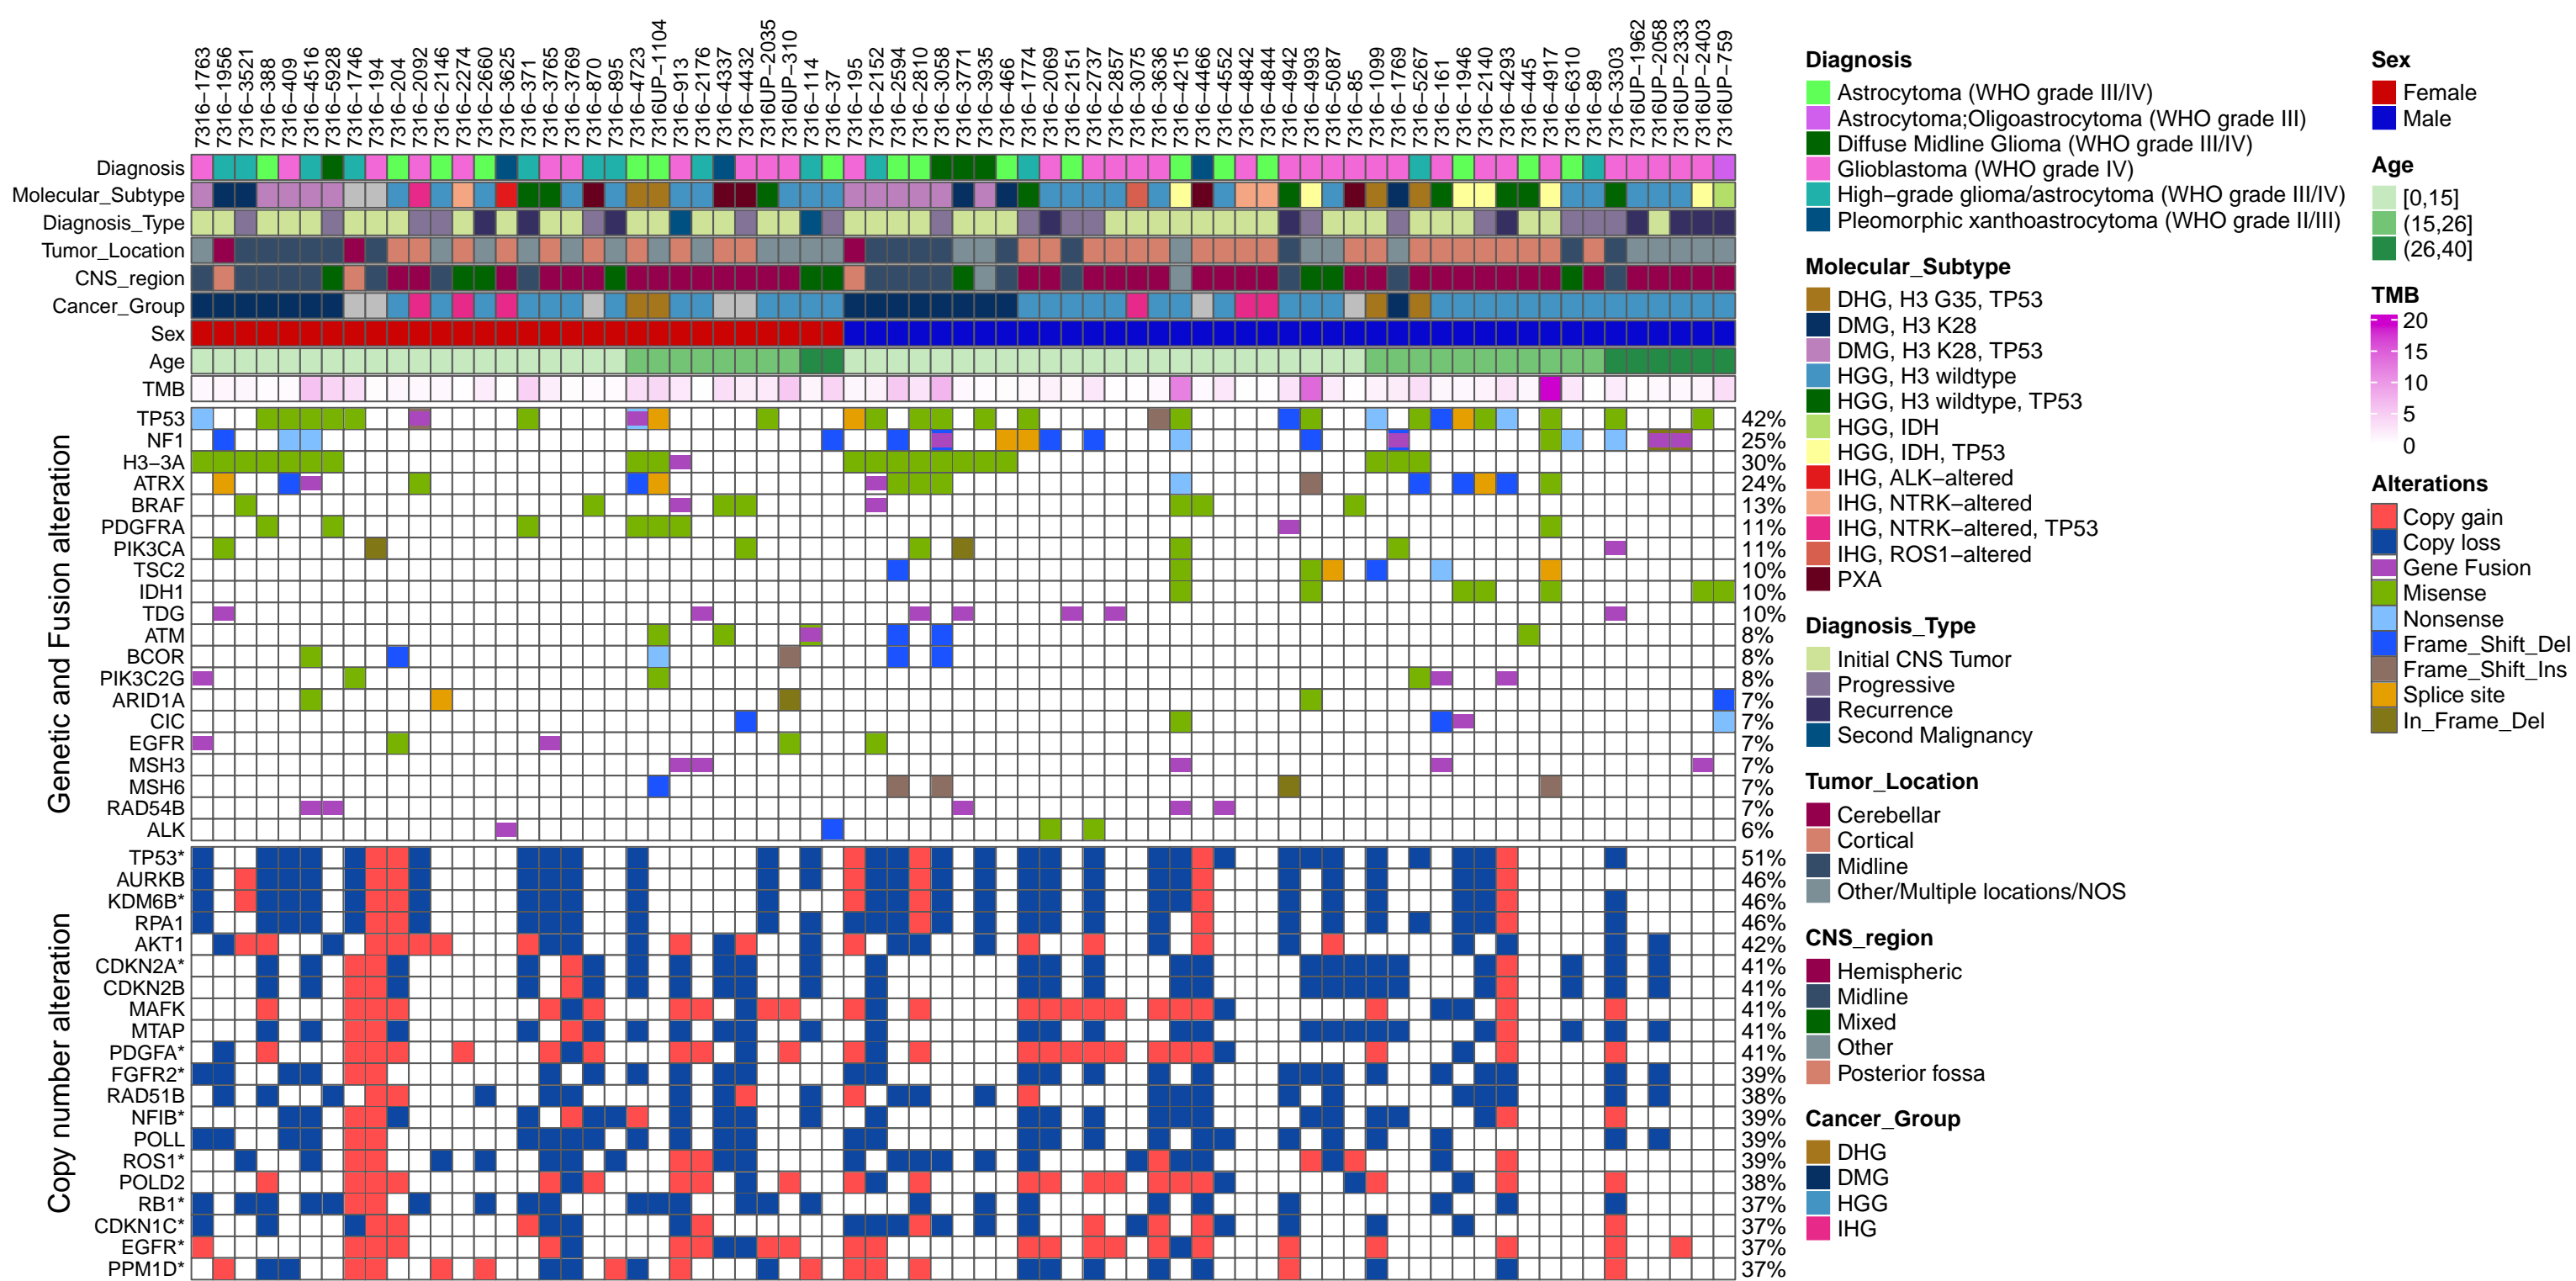 7316−1763
7316−1956
7316−3521
7316−388
7316−409
7316−4516
7316−5928
7316−1746
7316−194
7316−204
7316−2092
7316−2146
7316−2274
7316−2660
7316−3625
7316−371
7316−3765
7316−3769
7316−870
7316−895
7316−4723
7316UP−1104
7316−913
7316−2176
7316−4337
7316−4432
7316UP−2035
7316UP−310
7316−114
7316−37
7316−195
7316−2152
7316−2594
7316−2810
7316−3058
7316−3771
7316−3935
7316−466
7316−1774
7316−2069
7316−2151
7316−2737
7316−2857
7316−3075
7316−3636
7316−4215
7316−4466
7316−4552
7316−4842
7316−4844
7316−4942
7316−4993
7316−5087
7316−85
7316−1099
7316−1769
7316−5267
7316−161
7316−1946
7316−2140
7316−4293
7316−445
7316−4917
7316−6310
7316−89
7316−3303
7316UP−1962
7316UP−2058
7316UP−2333
7316UP−2403
7316UP−759
Diagnosis
Molecular_Subtype
Diagnosis_Type
Tumor_Location
CNS_region
Cancer_Group
Sex
Age
TMB
Genetic and Fusion alteration
TP53 42%
NF1 25%
H3−3A 30%
ATRX 24%
BRAF 13%
PDGFRA 11%
PIK3CA 11%
TSC2 10%
IDH1 10%
TDG 10%
ATM 8%
BCOR 8%
PIK3C2G 8%
ARID1A 7%
CIC 7%
EGFR 7%
MSH3 7%
MSH6 7%
RAD54B 7%
ALK 6%
Copy number alteration
TP53* 51%
AURKB 46%
KDM6B* 46%
RPA1 46%
AKT1 42%
CDKN2A* 41%
CDKN2B 41%
MAFK 41%
MTAP 41%
PDGFA* 41%
FGFR2* 39%
RAD51B 38%
NFIB* 39%
POLL 39%
ROS1* 39%
POLD2 38%
RB1* 37%
CDKN1C* 37%
EGFR* 37%
PPM1D* 37%
Diagnosis
Astrocytoma (WHO grade III/IV)
Astrocytoma;Oligoastrocytoma (WHO grade III)
Diffuse Midline Glioma (WHO grade III/IV)
Glioblastoma (WHO grade IV)
High−grade glioma/astrocytoma (WHO grade III/IV)
Pleomorphic xanthoastrocytoma (WHO grade II/III)
Molecular_Subtype
DHG, H3 G35, TP53
DMG, H3 K28
DMG, H3 K28, TP53
HGG, H3 wildtype
HGG, H3 wildtype, TP53
HGG, IDH
HGG, IDH, TP53
IHG, ALK−altered
IHG, NTRK−altered
IHG, NTRK−altered, TP53
IHG, ROS1−altered
PXA
Diagnosis_Type
Initial CNS Tumor
Progressive
Recurrence
Second Malignancy
Tumor_Location
Cerebellar
Cortical
Midline
Other/Multiple locations/NOS
CNS_region
Hemispheric
Midline
Mixed
Other
Posterior fossa
Cancer_Group
DHG
DMG
HGG
IHG
Sex
Female
Male
Age
[0,15]
(15,26]
(26,40]
TMB
20
15
10
5
0
Alterations
Copy gain
Copy loss
Gene Fusion
Misense
Nonsense
Frame_Shift_Del
Frame_Shift_Ins
Splice site
In_Frame_Del